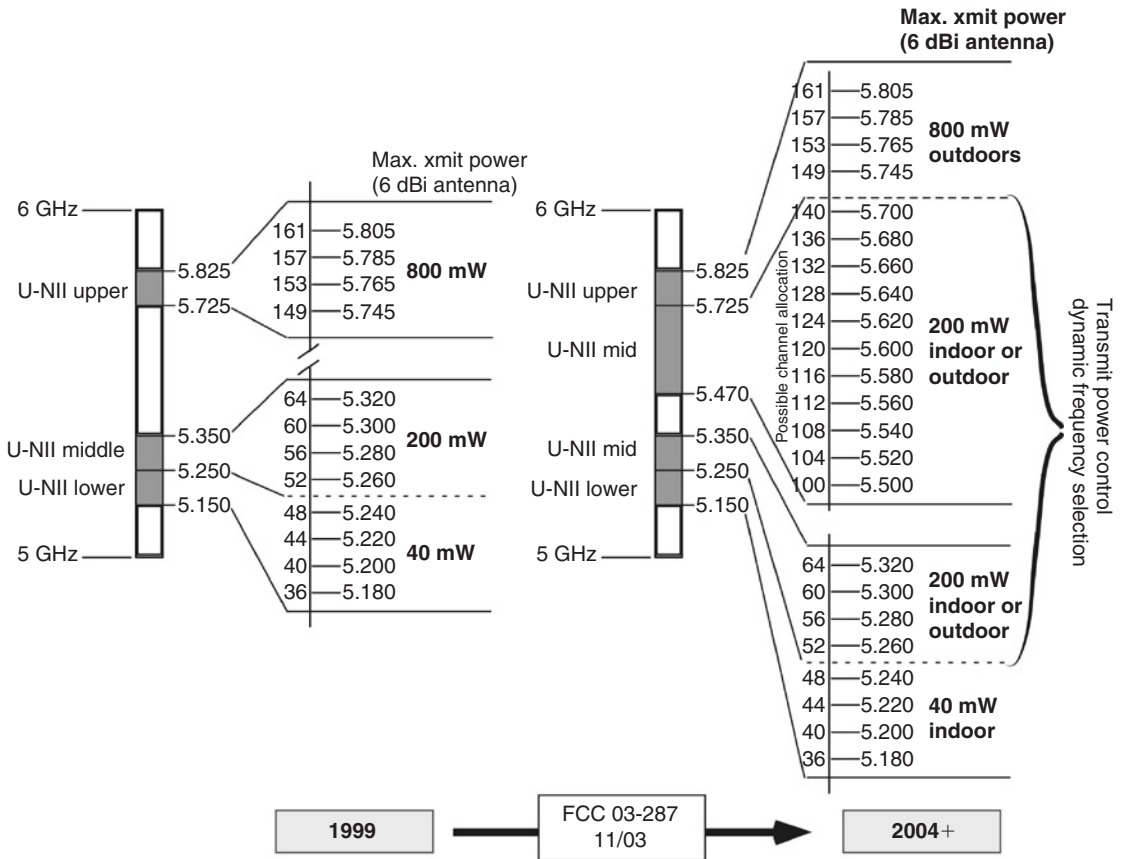 Max. xmit power
(6 dBi antenna)
6 GHz
5.825
U-NII upper
5.725
5.350
U-NII middle
5.250
U-NII lower
5.150
5 GHz
161 5.805
157 5.785
153 5.765
149 5.745
800 mW
64 5.320
60 5.300
56 5.280
52 5.260
200 mW
48 5.240
44 5.220
40 5.200
36 5.180
40 mW
Max. xmit power
(6 dBi antenna)
6 GHz
5.825
U-NII upper
5.725
U-NII mid
5.470
5.350
U-NII mid
5.250
U-NII lower
5.150
5 GHz
161 5.805
157 5.785
153 5.765
149 5.745
800 mW
outdoors
Possible channel allocation
140 5.700
136 5.680
132 5.660
128 5.640
124 5.620
120 5.600
116 5.580
112 5.560
108 5.540
104 5.520
100 5.500
200 mW
indoor or
outdoor
64 5.320
60 5.300
56 5.280
52 5.260
200 mW
indoor or
outdoor
48 5.240
44 5.220
40 5.200
36 5.180
40 mW
indoor
Transmit power control
dynamic frequency selection
1999
FCC 03-287
11/03
2004+